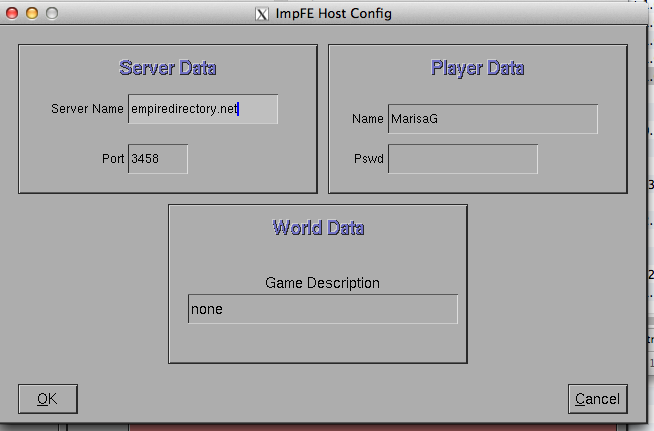 X ImpFE Host Config
Server Data
Server Name empiredirectory.net
Port 3458
Player Data
Name MarisaG
Pswd
World Data
Game Description
none
OK
Cancel